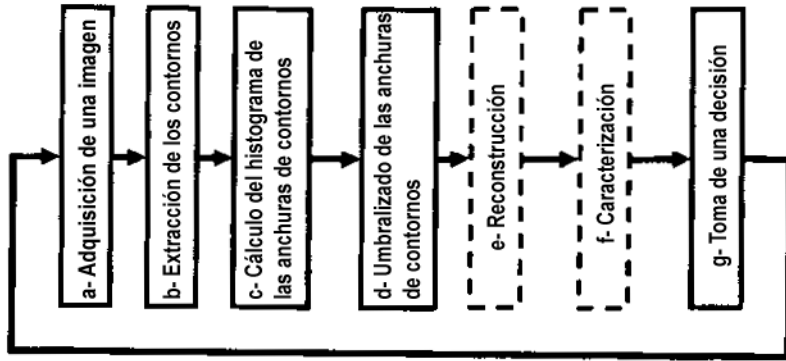 a- Adquisición de una imagen
b- Extracción de los contornos
c- Cálculo del histograma de
las anchuras de contornos
d- Umbralizado de las anchuras
de contornos
e- Reconstrucción
f- Caracterización
g- Toma de una decisión